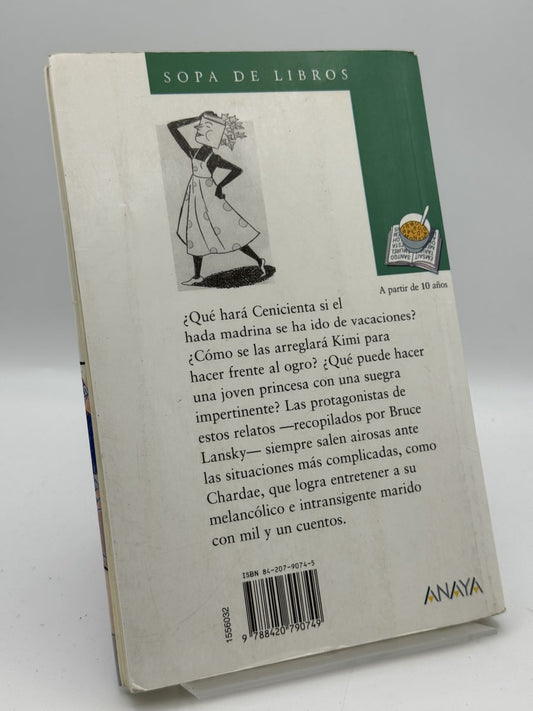 SOPA DE LIBROS
A partir de 10 años
¿Qué hará Cenicienta si el
hada madrina se ha ido de vacaciones?
¿Cómo se las arreglará Kimi para
hacer frente al ogro? ¿Qué puede hacer
una joven princesa con una suegra
impertinente? Las protagonistas de
estos relatos —recopilados por Bruce
Lansky— siempre salen airosas ante
las situaciones más complicadas, como
Chardae, que logra entretener a su
melancólico e intransigente marido
con mil y un cuentos.
ISBN 84-207-9074-5
1556032
9 788420 790749
ANAYA